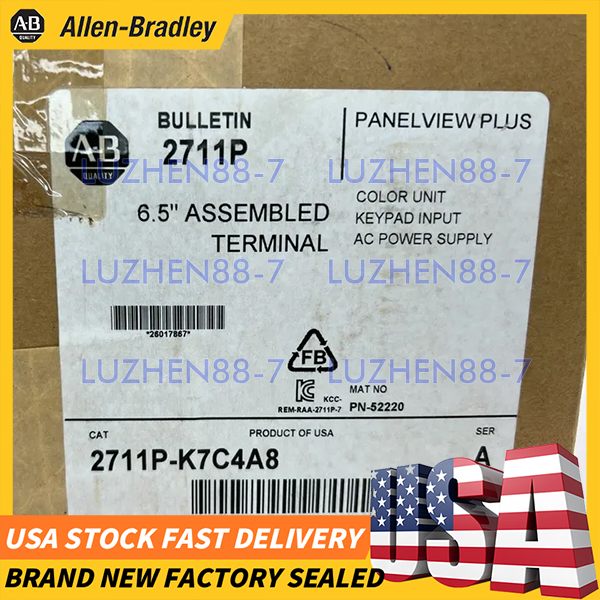 A-B
QUALITY
Allen-Bradley
BULLETIN
2711P
PANELVIEW PLUS
A-B
QUALITY
LUZHEN88-7 LUZHEN88-7
6.5" ASSEMBLED
TERMINAL
COLOR UNIT
KEYPAD INPUT
AC POWER SUPPLY
LUZHEN88-7 LUZHEN88-7
*26017867*
FB
LUZHEN88-7 LUZHEN88-7
KCC-
REM-RAA-2711P-7
MAT NO
PN-52220
CAT
PRODUCT OF USA
SER
2711P-K7C4A8
A
USA
USA STOCK FAST DELIVERY
BRAND NEW FACTORY SEALED